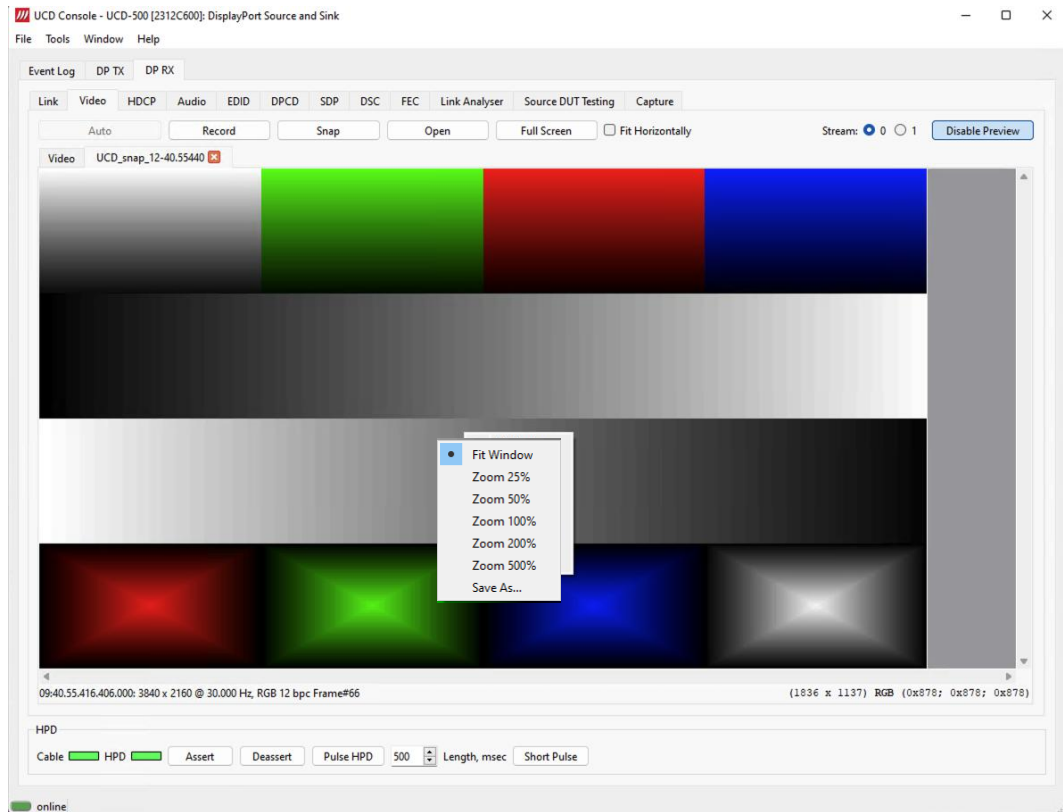 UCD Console - UCD-500 [2312C600]: DisplayPort Source and Sink
File Tools Window Help
Event Log DP TX DP RX
Link Video HDCP Audio EDID DPCD SDP DSC FEC Link Analyser Source DUT Testing Capture
Auto Record Snap Open Full Screen Fit Horizontally Stream: 0 1 Disable Preview
Video UCD_snap_12-40.55440
Fit Window
Zoom 25%
Zoom 50%
Zoom 100%
Zoom 200%
Zoom 500%
Save As...
09:40.55.416.406.000: 3840 x 2160 @ 30.000 Hz, RGB 12 bpc Frame#66 (1836 x 1137) RGB (0x878; 0x878; 0x878)
HPD
Cable HPD Assert Deassert Pulse HPD 500 Length, msec Short Pulse
online